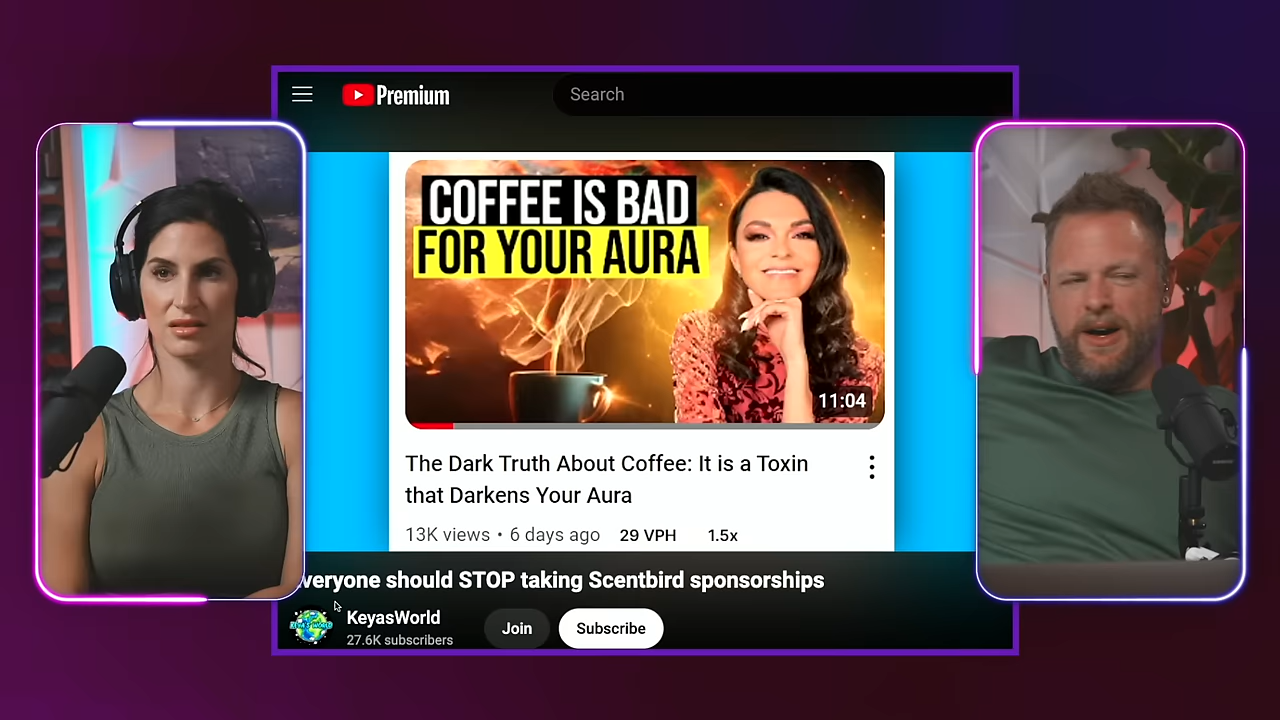 Premium
Search
COFFEE IS BAD
FOR YOUR AURA
11:04
The Dark Truth About Coffee: It is a Toxin
that Darkens Your Aura
13K views • 6 days ago 29 VPH 1.5x
veryone should STOP taking Scentbird sponsorships
KeyasWorld
27.6K subscribers
Join
Subscribe